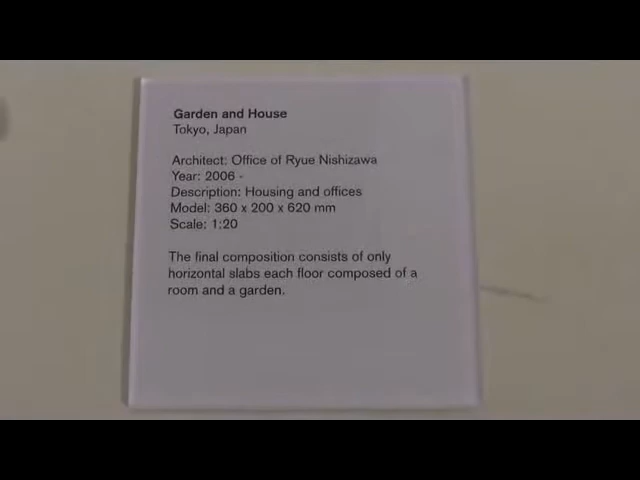 Garden and House
Tokyo, Japan
Architect: Office of Ryue Nishizawa
Year: 2006 -
Description: Housing and offices
Model: 360 x 200 x 620 mm
Scale: 1:20
The final composition consists of only
horizontal slabs each floor composed of a
room and a garden.